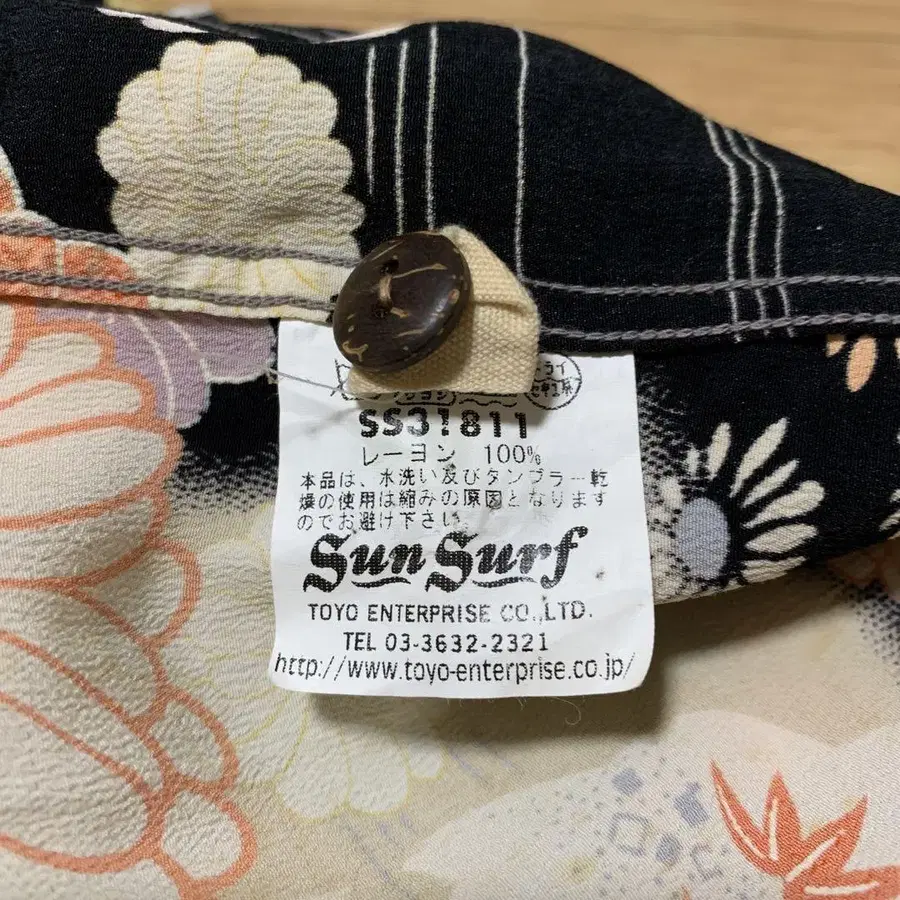 SS31811
レーヨン 100%
本品は、水洗い及びタンブラー乾
燥の使用は縮みの原因となります
のでお避け下さい。
Sun Surf
TOYO ENTERPRISE CO.,LTD.
TEL 03-3632-2321
http://www.toyo-enterprise.co.jp/